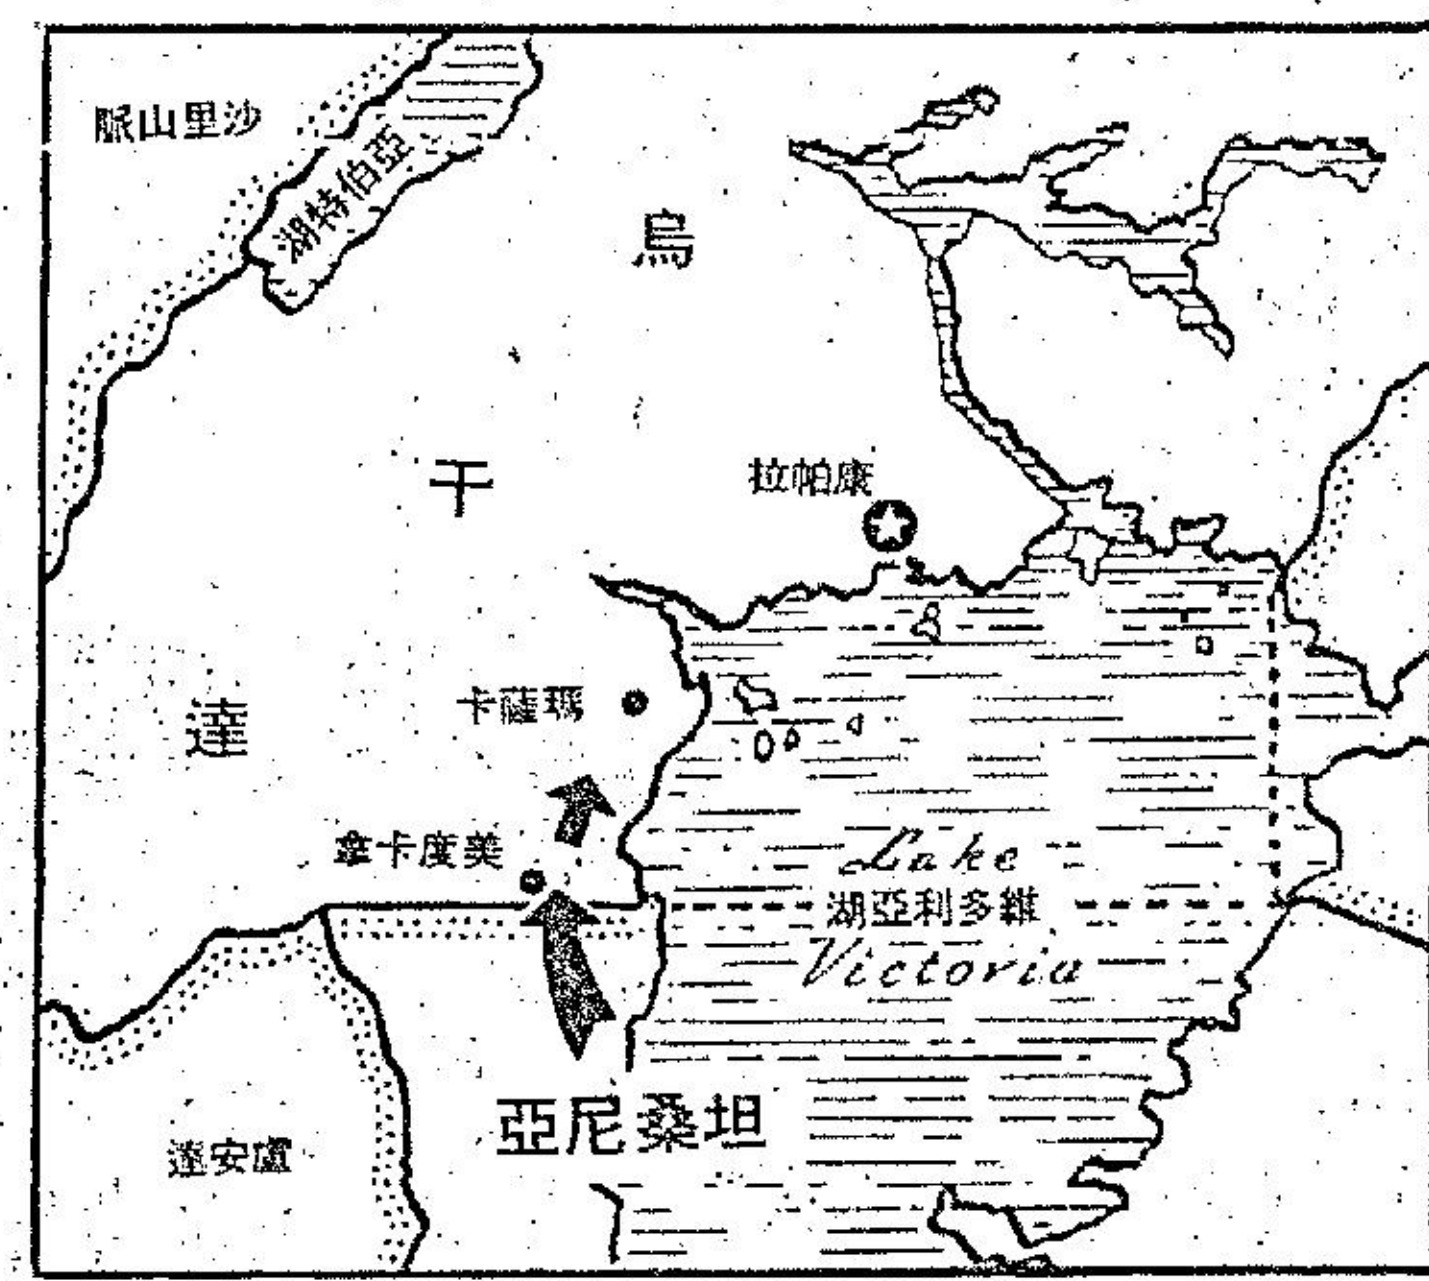 沙里山脈
亞伯特湖
烏
干
達
康帕拉
瑪薩卡
美度卡拿
Lake
維多利亞湖
Victoria
坦桑尼亞
盧安達